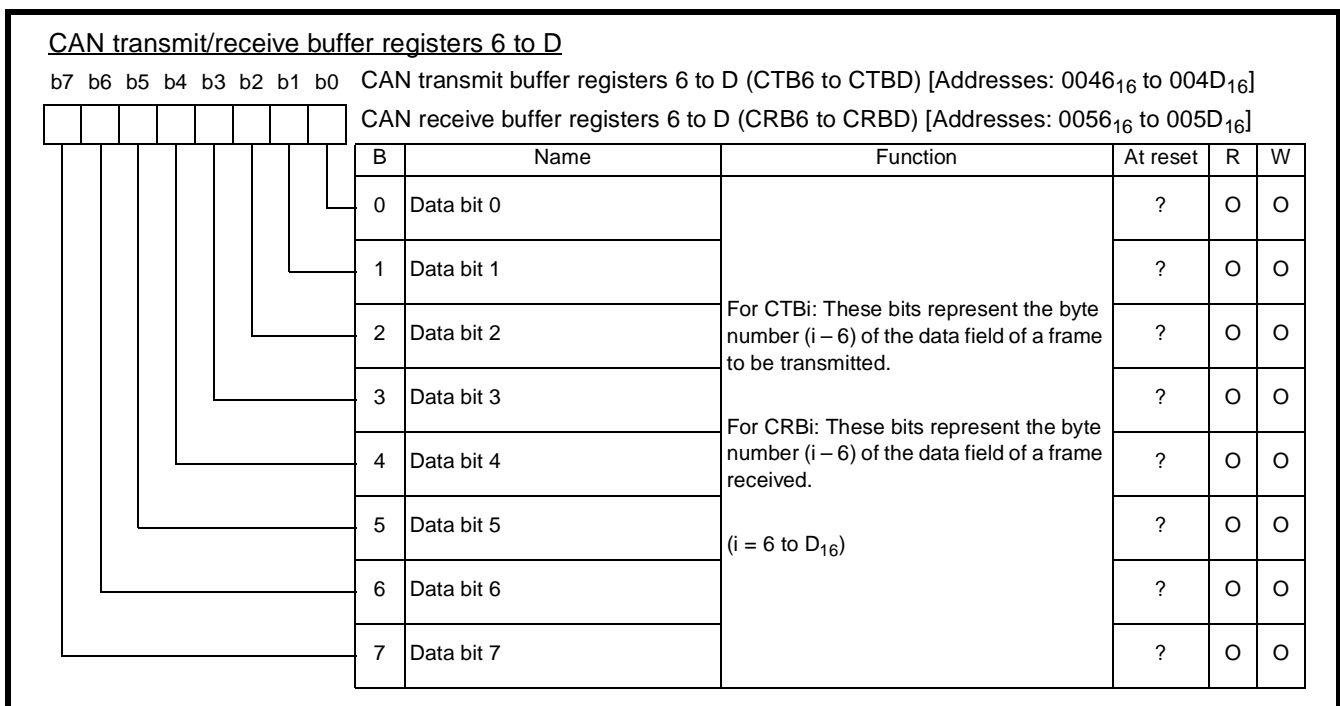 CAN transmit/receive buffer registers 6 to D
b7 b6 b5 b4 b3 b2 b1 b0 CAN transmit buffer registers 6 to D (CTB6 to CTBD) [Addresses: 0046₁₆ to 004D₁₆]
CAN receive buffer registers 6 to D (CRB6 to CRBD) [Addresses: 0056₁₆ to 005D₁₆]
B Name Function At reset R W
0 Data bit 0 ? O O
1 Data bit 1 ? O O
For CTBi: These bits represent the byte
2 Data bit 2 number (i – 6) of the data field of a frame ? O O
to be transmitted.
3 Data bit 3 ? O O
For CRBi: These bits represent the byte
4 Data bit 4 number (i – 6) of the data field of a frame ? O O
received.
5 Data bit 5 ? O O
(i = 6 to D₁₆)
6 Data bit 6 ? O O
7 Data bit 7 ? O O